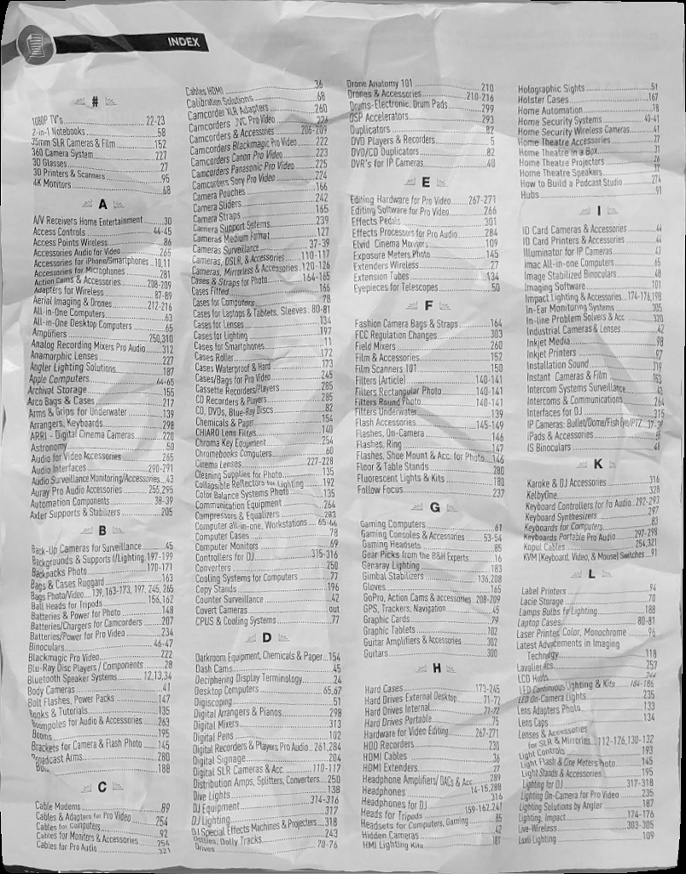 INDEX
#
1080P TV's 22-23
2-in-1 Notebooks 58
35mm SLR Cameras & Film 152
360 Camera System 227
3D Glasses 27
3D Printers & Scanners 95
4K Monitors 68
A
A/V Receivers Home Entertainment 30
Access Controls 44-45
Access Points Wireless 86
Accessories Audio for Video 265
Accessories for iPhone/Smartphones 10,11
Accessories for Microphones 281
Action Cams & Accessories 208-209
Adapters for Wireless 87-89
Aerial Imaging & Drones 212-216
All-in-One Computers 63
All-in-One Desktop Computers 65
Amplifiers 250,310
Analog Recording Mixers Pro Audio 312
Anamorphic Lenses 227
Angler Lighting Solutions 187
Apple Computers 64-65
Archival Storage 155
Arco Bags & Cases 217
Arms & Grips for Underwater 139
Arrangers, Keyboards 298
ARRI - Digital Cinema Cameras 220
Astronomy 50
Audio for Video Accessories 265
Audio Interfaces 290-291
Audio Surveillance Monitoring/Accessories 43
Auray Pro Audio Accessories 255,295
Automation Components 38-39
Axler Supports & Stabilizers 205
B
Back-Up Cameras for Surveillance 45
Backgrounds & Supports f/Lighting 197-199
Backpacks Photo 170-171
Bags & Cases Ruggard 163
Bags Photo/Video 139,163-173, 197, 245, 265
Ball Heads for Tripods 156,162
Batteries & Power for Photo 148
Batteries/Chargers for Camcorders 207
Batteries/Power for Pro Video 234
Binoculars 46-47
Blackmagic Pro Video 222
Blu-Ray Disc Players / Components 28
Bluetooth Speaker Systems 12,13,34
Body Cameras 41
Bolt Flashes, Power Packs 147
Books & Tutorials 135
Boompoles for Audio & Accessories 263
Booms 195
Brackets for Camera & Flash Photo 145
Broadcast Arms 280
188
C
Cable Modems 89
Cables & Adapters for Pro Video 254
Cables for Computers 92
Cables for Monitors & Accessories 254
Cables for Pro Audio 321
Cables HDMI 36
Calibration Solutions 68
Camcorder XLR Adapters 260
Camcorders JVC Pro Video 224
Camcorders & Accessories 206-209
Camcorders Blackmagic Pro Video 222
Camcorders Canon Pro Video 223
Camcorders Panasonic Pro Video 225
Camcorders Sony Pro Video 224
Camera Pouches 166
Camera Sliders 242
Camera Straps 165
Camera Support Systems 239
Cameras Medium Format 127
Cameras Surveillance 37-39
Cameras, DSLR, & Accessories 110-117
Cameras, Mirrorless & Accessories 120-126
Cases & Straps for Photo 164-165
Cases Fitted 166
Cases for Computers 78
Cases for Laptops & Tablets, Sleeves 80-81
Cases for Lenses 134
Cases for Lighting 197
Cases for Smartphones 11
Cases Roller 172
Cases Waterproof & Hard 173
Cases/Bags for Pro Video 245
Cassette Recorders/Players 285
CD Recorders & Players 285
CD, DVDs, Blue-Ray Discs 82
Chemicals & Paper 154
CHIARO Lens Filters 140
Chroma Key Equipment 254
Chromebooks Computers 60
Cinema Lenses 227-228
Cleaning Supplies for Photo 135
Collapsible Reflectors for Lighting 192
Color Balance Systems Photo 135
Communication Equipment 264
Compressors & Equalizers 283
Computer all-in-one, Workstations 65-66
Computer Cases 78
Computer Monitors 69
Controllers for DJ 315-316
Converters 250
Cooling Systems for Computers 77
Copy Stands 196
Counter Surveillance 42
Covert Cameras out
CPUS & Cooling Systems 77
D
Darkroom Equipment, Chemicals & Paper 154
Dash Cams 45
Deciphering Display Terminology 24
Desktop Computers 65,67
Digiscoping 51
Digital Arrangers & Pianos 298
Digital Mixers 313
Digital Pens 102
Digital Recorders & Players Pro Audio 261,284
Digital Signage 204
Digital SLR Cameras & Acc 110-117
Distribution Amps, Splitters, Converters 250
Dive Lights 138
DJ Equipment 314-316
DJ Lighting 317
DJ Special Effects Machines & Projectors 318
Dollies, Dolly Tracks 243
Drives 70-76
Drone Anatomy 101 210
Drones & Accessories 210-216
Drums-Electronic, Drum Pads 299
DSP Accelerators 293
Duplicators 82
DVD Players & Recorders 5
DVD/CD Duplicators 82
DVR's for IP Cameras 40
E
Editing Hardware for Pro Video 267-271
Editing Software for Pro Video 266
Effects Pedals 301
Effects Processors for Pro Audio 284
Elvid Cinema Movie 109
Exposure Meters Photo 145
Extenders Wireless 27
Extension Tubes 134
Eyepieces for Telescopes 50
F
Fashion Camera Bags & Straps 164
FCC Regulation Changes 303
Field Mixers 260
Film & Accessories 152
Film Scanners 101 150
Filters (Article) 140-141
Filters Rectangular Photo 140-141
Filters Round Photo 140-141
Filters Underwater 139
Flash Accessories 145-149
Flashes, On-Camera 146
Flashes, Ring 147
Flashes, Shoe Mount & Acc. for Photo 146
Floor & Table Stands 280
Fluorescent Lights & Kits 180
Follow Focus 237
G
Gaming Computers 61
Gaming Consoles & Accessories 53-54
Gaming Headsets 85
Gear Picks from the B&H Experts 16
Genaray Lighting 183
Gimbal Stabilizers 136,208
Gloves 165
GoPro, Action Cams & accessories 208-209
GPS, Trackers, Navigation 45
Graphic Cards 79
Graphic Tablets 102
Guitar Amplifiers & Accessories 302
Guitars 300
H
Hard Cases 173-245
Hard Drives External Desktop 71-72
Hard Drives Internal 72-77
Hard Drives Portable 75
Hardware for Video Editing 267-271
HDD Recorders 230
HDMI Cables 36
HDMI Extenders 27
Headphone Amplifiers/ DACs & Acc 289
Headphones 14-15,288
Headphones for DJ 316
Heads for Tripods 159-162,241
Headsets for Computers, Gaming 85
Hidden Cameras 42
HMI Lighting Kits 181
Holographic Sights 51
Holster Cases 167
Home Automation 78
Home Security Systems 40-41
Home Security Wireless Cameras 41
Home Theatre Accessories 27
Home Theatre in a Box 31
Home Theatre Projectors 26
Home Theatre Speakers
How to Build a Podcast Studio 274
Hubs 91
I
ID Card Cameras & Accessories 44
ID Card Printers & Accessories 44
Illuminator for IP Cameras 43
imac All-in-one Computers 65
Image Stabilized Binoculars 48
Imaging Software 101
Impact Lighting & Accessories 174-176,198
In-Ear Monitoring Systems 305
In-line Problem Solvers & Acc 320
Industrial Cameras & Lenses 42
Inkjet Media 98
Inkjet Printers 97
Installation Sound 319
Instant Cameras & Film 153
Intercom Systems Surveillance 43
Intercoms & Communications 264
Interfaces for DJ 315
IP Cameras: Bullet/Dome/FishEye/PTZ 37-39
iPads & Accessories
IS Binoculars 41
K
Karoke & DJ Accessories 316
KelbyOne 328
Keyboard Controllers for Pro Audio 292-293
Keyboard Synthesizers 297
Keyboards for Computers 83
Keyboards Portable Pro Audio 297-298
Kopul Cables 254,321
KVM (Keyboard, Video, & Mouse) Switches 91
L
Label Printers 94
Lacie Storage 70
Lamps Bulbs f/Lighting 188
Laptop Cases 80-81
Laser Printers Color, Monochrome 96
Latest Advacements in Imaging
Technology 118
Lavalier Mics 257
LCD Hoods 244
LED Continuous Lighting & Kits 184-186
LED On-Camera Lights 235
Lens Adapters Photo 133
Lens Caps 134
Lenses & Accessories
for SLR & Mirrorless 112-126,130-132
Light Controls 193
Light Flash & One Meters Photo 145
Light Stands & Accessories 195
Lighting for DJ 317-318
Lighting On-Camera for Pro Video 235
Lighting Solutions by Angler 187
Lighting, Impact 174-176
Live-Wireless 303-305
Luxli Lighting 109